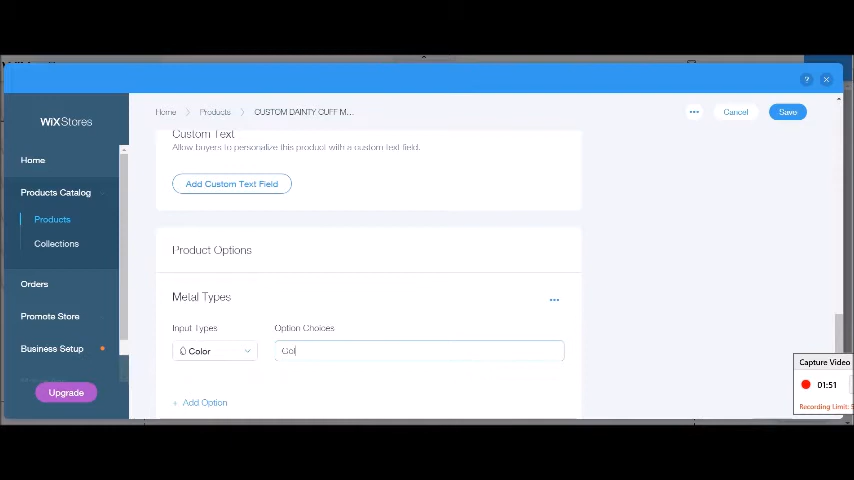 WiX Stores
Home
Products Catalog
Products
Collections
Orders
Promote Store
Business Setup
Upgrade
Home
Products
CUSTOM DAINTY CUFF M...
Cancel
Save
Custom Text
Allow buyers to personalize this product with a custom text field.
Add Custom Text Field
Product Options
Metal Types
Input Types
Option Choices
Color
Gol
+ Add Option
Capture Video
01:51
Recording Limit: